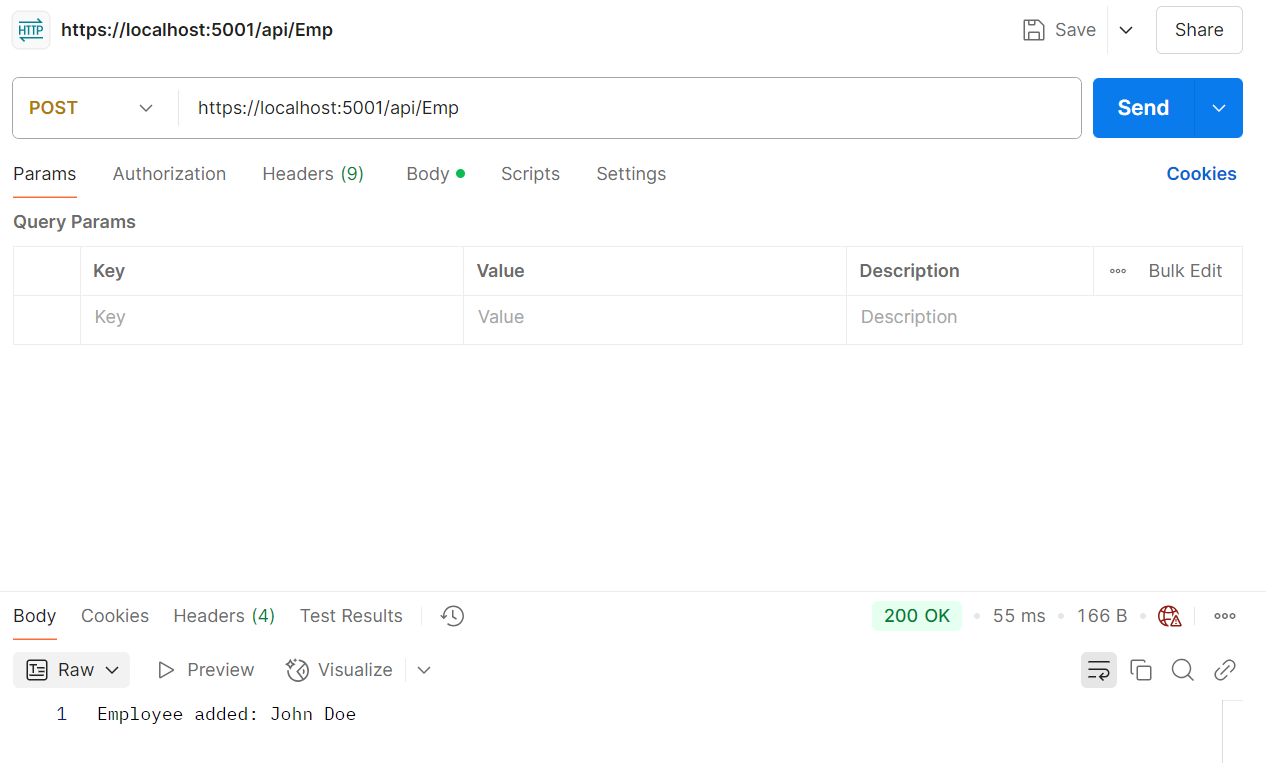 HTTP https://localhost:5001/api/Emp Save Share
POST https://localhost:5001/api/Emp Send
Params Authorization Headers (9) Body Scripts Settings Cookies
Query Params
Key Value Description Bulk Edit
Key Value Description
Body Cookies Headers (4) Test Results 200 OK 55 ms 166 B
Raw Preview Visualize
1 Employee added: John Doe